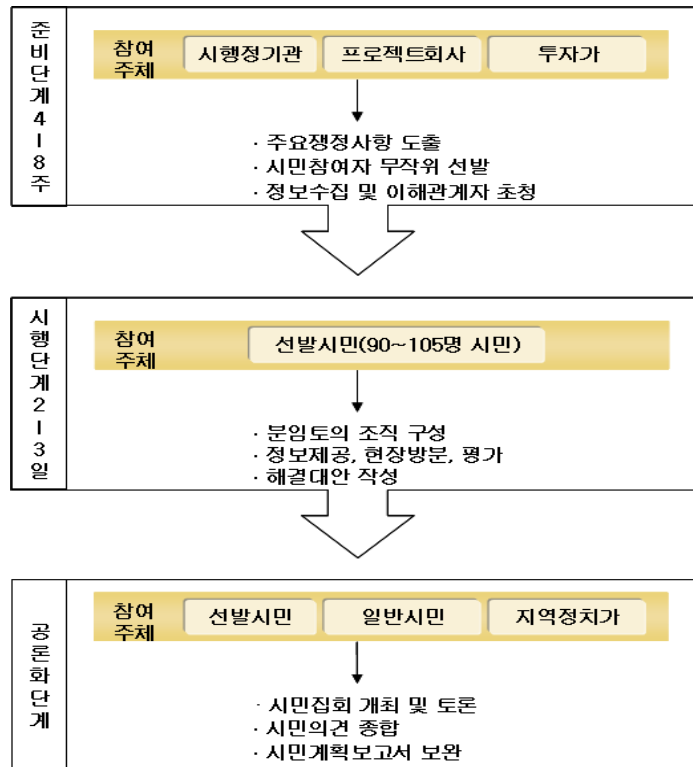 준비단계4-8주
참여
주체
시행정기관
프로젝트회사
투자가
· 주요쟁정사항 도출
· 시민참여자 무작위 선발
· 정보수집 및 이해관계자 초청
시행단계2-3일
참여
주체
선발시민(90~105명 시민)
· 분임토의 조직 구성
· 정보제공, 현장방분, 평가
· 해결대안 작성
공론화단계
참여
주체
선발시민
일반시민
지역정치가
· 시민집회 개최 및 토론
· 시민의견 종합
· 시민계획보고서 보완